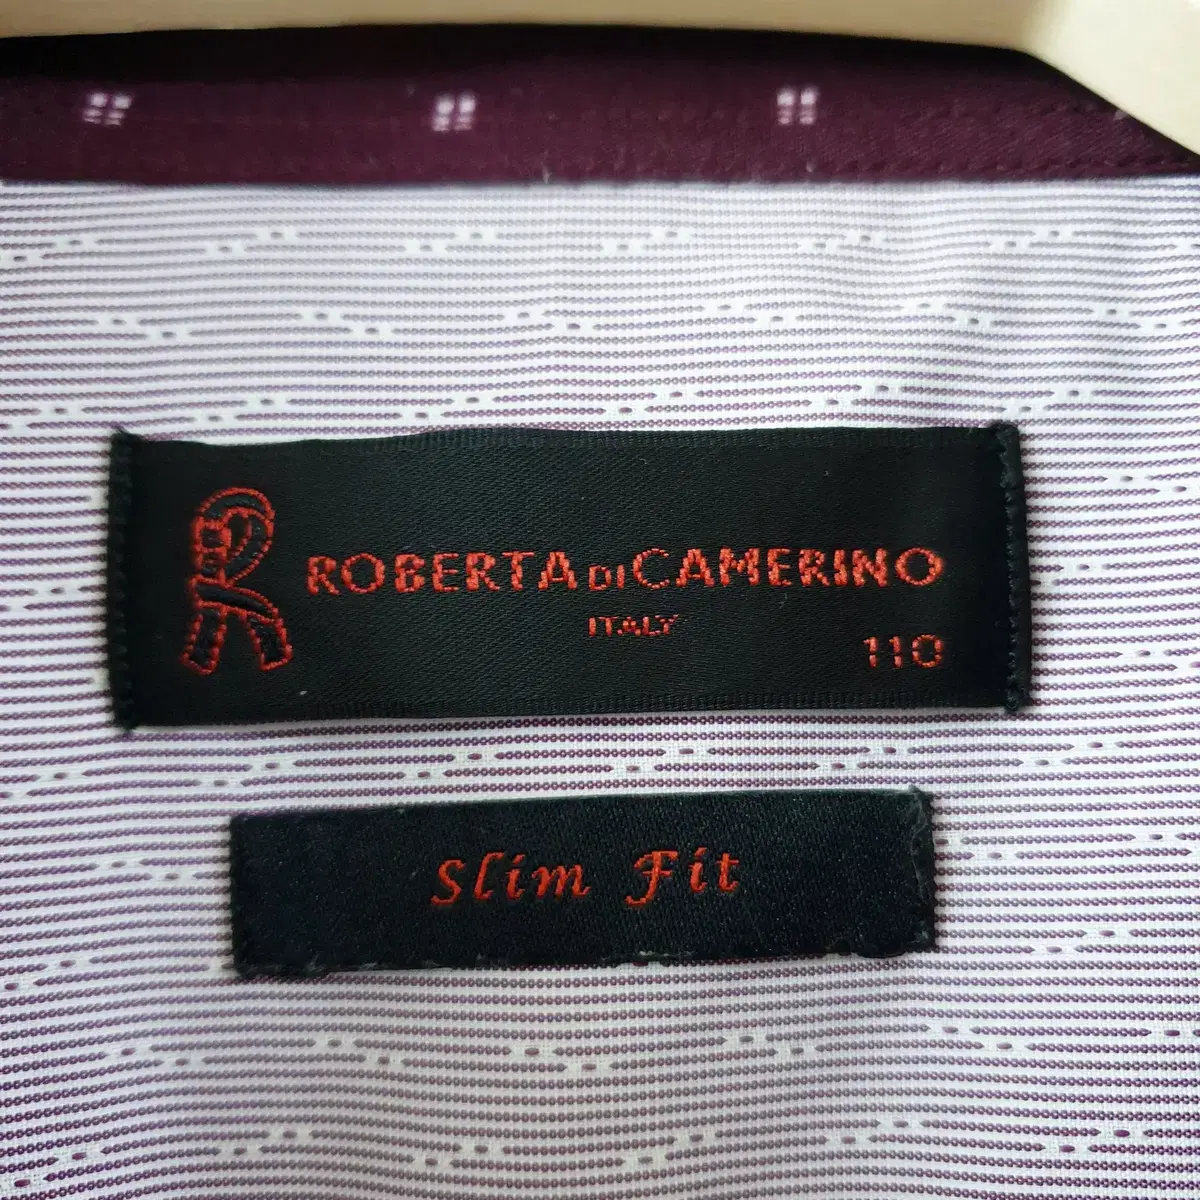 ROBERTA DI CAMERINO
ITALY
110
Slim Fit